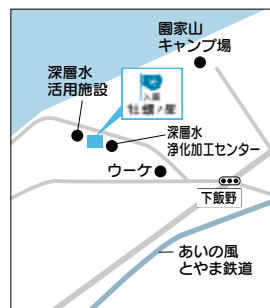 園家山
キャンプ場
深層水
活用施設
入善
牡蠣ノ星
深層水
浄化加工センター
ウーケ
下飯野
あいの風
とやま鉄道